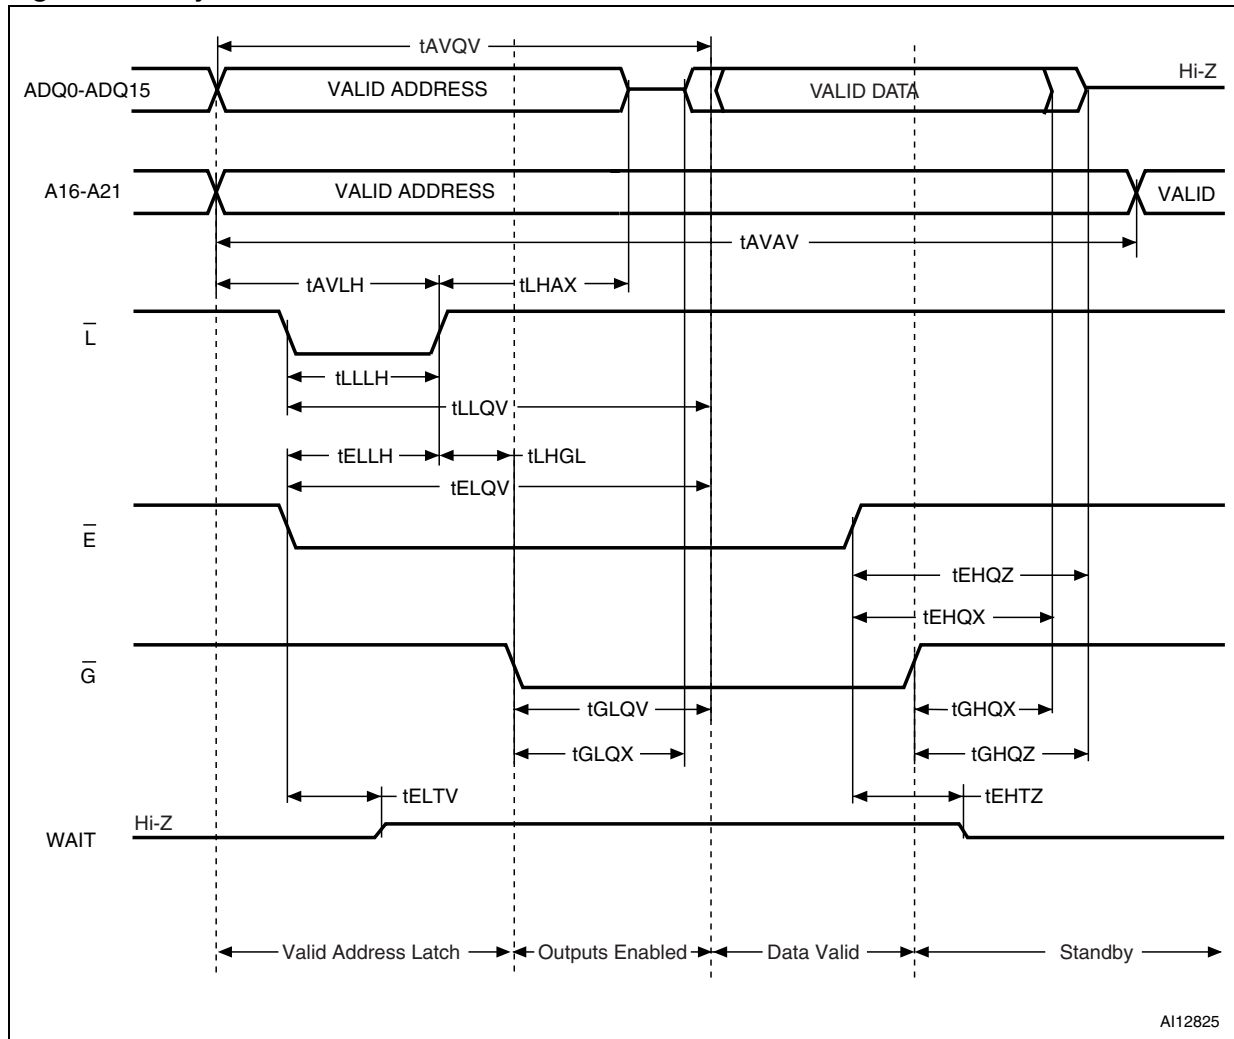 tAVQV
Hi-Z
ADQ0-ADQ15 VALID ADDRESS VALID DATA
A16-A21 VALID ADDRESS VALID
tAVAV
tAVLH tLHAX
L
tLLLH
tLLQV
tELLH tLHGL
tELQV
E
tEHQZ
tEHQX
G
tGLQV tGHQX
tGLQX tGHQZ
tELTV tEHTZ
Hi-Z
WAIT
Valid Address Latch Outputs Enabled Data Valid Standby
AI12825